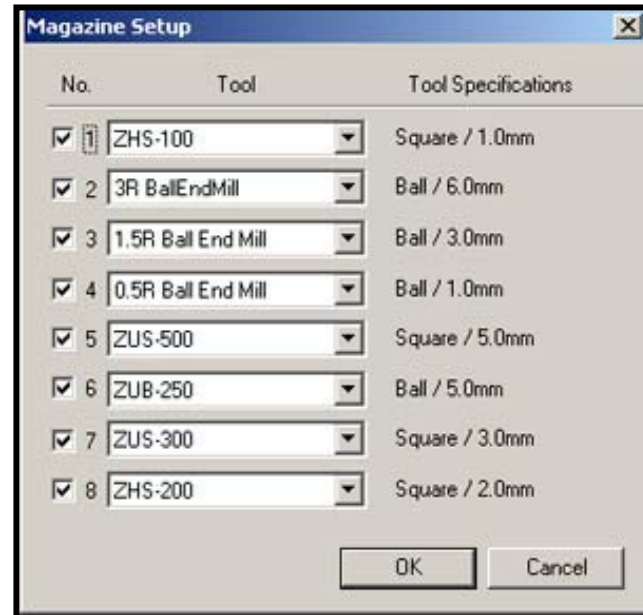 Magazine Setup
No. Tool Tool Specifications
1 ZHS-100 Square / 1.0mm
2 3R BallEndMill Ball / 6.0mm
3 1.5R Ball End Mill Ball / 3.0mm
4 0.5R Ball End Mill Ball / 1.0mm
5 ZUS-500 Square / 5.0mm
6 ZUB-250 Ball / 5.0mm
7 ZUS-300 Square / 3.0mm
8 ZHS-200 Square / 2.0mm
OK Cancel